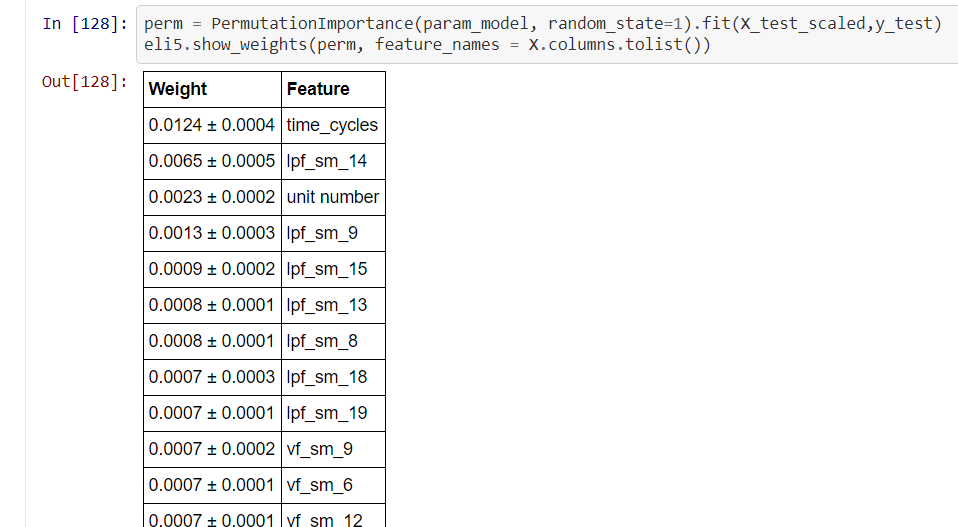 In [128]: perm = PermutationImportance(param_model, random_state=1).fit(X_test_scaled,y_test)
eli5.show_weights(perm, feature_names = X.columns.tolist())
Out[128]:
Weight Feature
0.0124 ± 0.0004 time_cycles
0.0065 ± 0.0005 lpf_sm_14
0.0023 ± 0.0002 unit number
0.0013 ± 0.0003 lpf_sm_9
0.0009 ± 0.0002 lpf_sm_15
0.0008 ± 0.0001 lpf_sm_13
0.0008 ± 0.0001 lpf_sm_8
0.0007 ± 0.0003 lpf_sm_18
0.0007 ± 0.0001 lpf_sm_19
0.0007 ± 0.0002 vf_sm_9
0.0007 ± 0.0001 vf_sm_6
0.0007 ± 0.0001 vf_sm_12